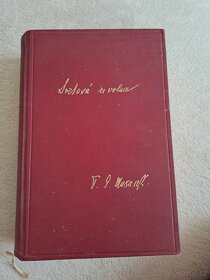 Světová revoluce
T. G. Masaryk